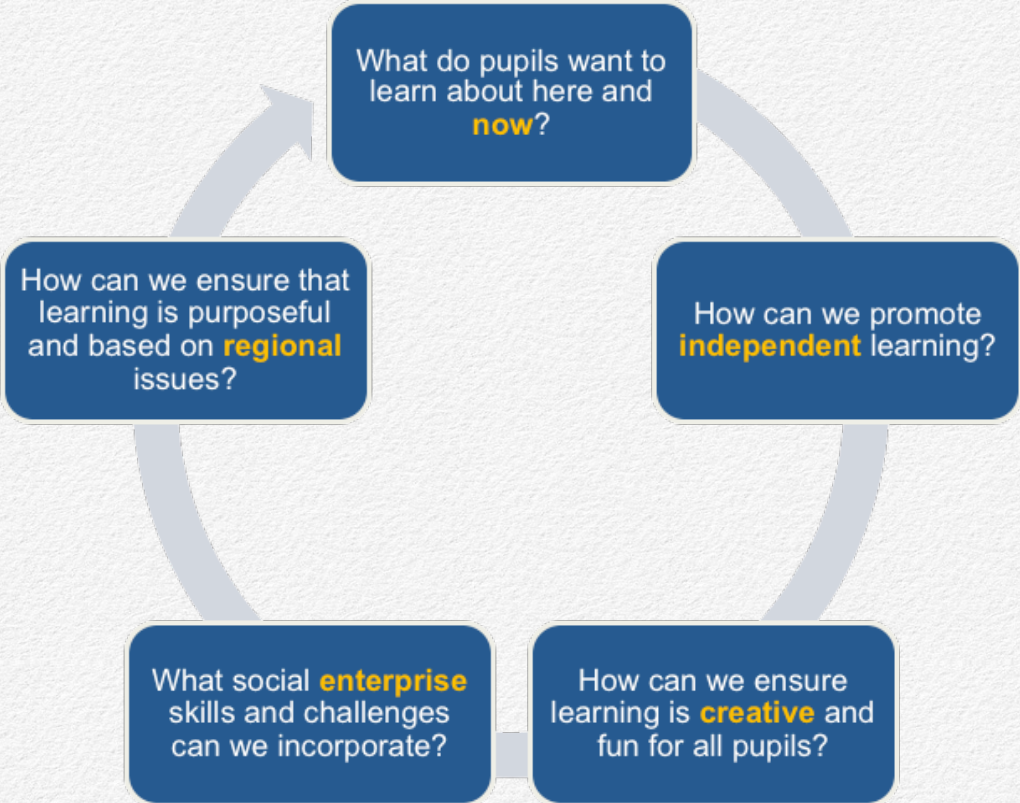 What do pupils want to
learn about here and
now?
How can we promote
independent learning?
How can we ensure
learning is creative and
fun for all pupils?
What social enterprise
skills and challenges
can we incorporate?
How can we ensure that
learning is purposeful
and based on regional
issues?